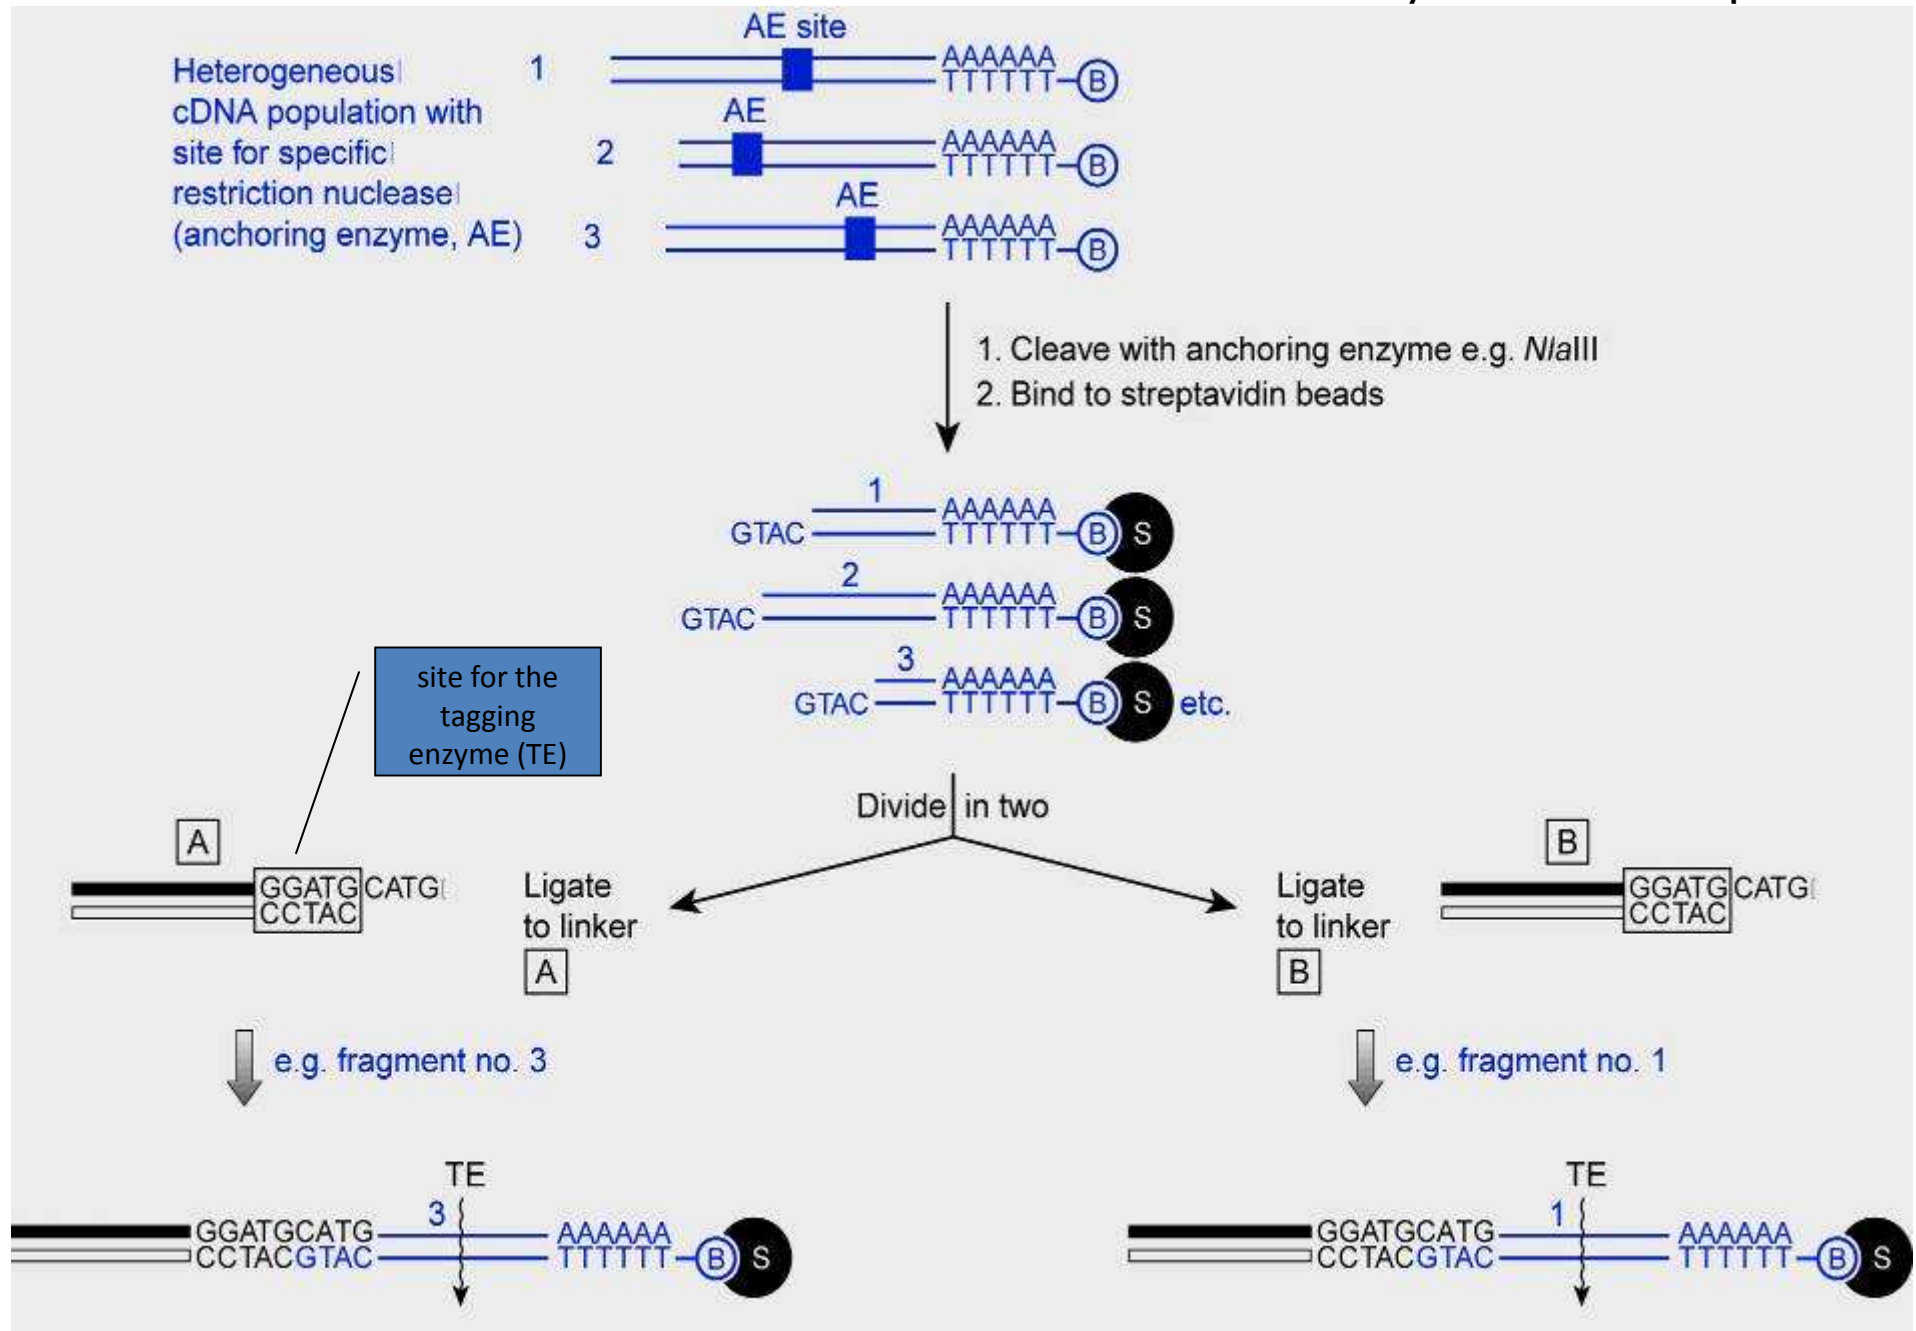 AE site
Heterogeneous
cDNA population with
site for specific
restriction nuclease
(anchoring enzyme, AE)
1
AAAAAA
TTTTTT
B
AE
2
AAAAAA
TTTTTT
B
AE
3
AAAAAA
TTTTTT
B
1. Cleave with anchoring enzyme e.g. NlaIII
2. Bind to streptavidin beads
1
AAAAAA
GTAC TTTTTT B S
2
AAAAAA
GTAC TTTTTT B S
3
AAAAAA
GTAC TTTTTT B S etc.
site for the
tagging
enzyme (TE)
Divide in two
A
GGATGCATG
CCTAC
Ligate
to linker
A
Ligate
to linker
B
B
GGATGCATG
CCTAC
e.g. fragment no. 3
e.g. fragment no. 1
TE
3
GGATGCATG AAAAAA
CCTACGTAC TTTTTT B S
TE
1
GGATGCATG AAAAAA
CCTACGTAC TTTTTT B S